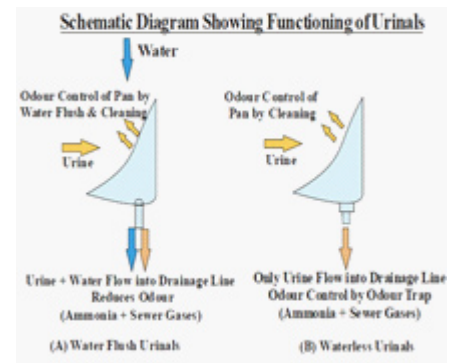 Schematic Diagram Showing Functioning of Urinals
Water
Odour Control of Pan by
Water Flush & Cleaning
Urine
Urine + Water Flow into Drainage Line
Reduces Odour
(Ammonia + Sewer Gases)
(A) Water Flush Urinals
Odour Control of
Pan by Cleaning
Urine
Only Urine Flow into Drainage Line
Odour Control by Odour Trap
(Ammonia + Sewer Gases)
(B) Waterless Urinals